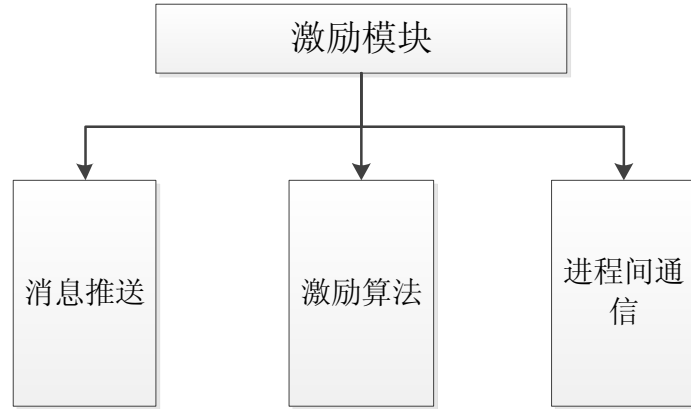 激励模块
消息推送
激励算法
进程间通
信